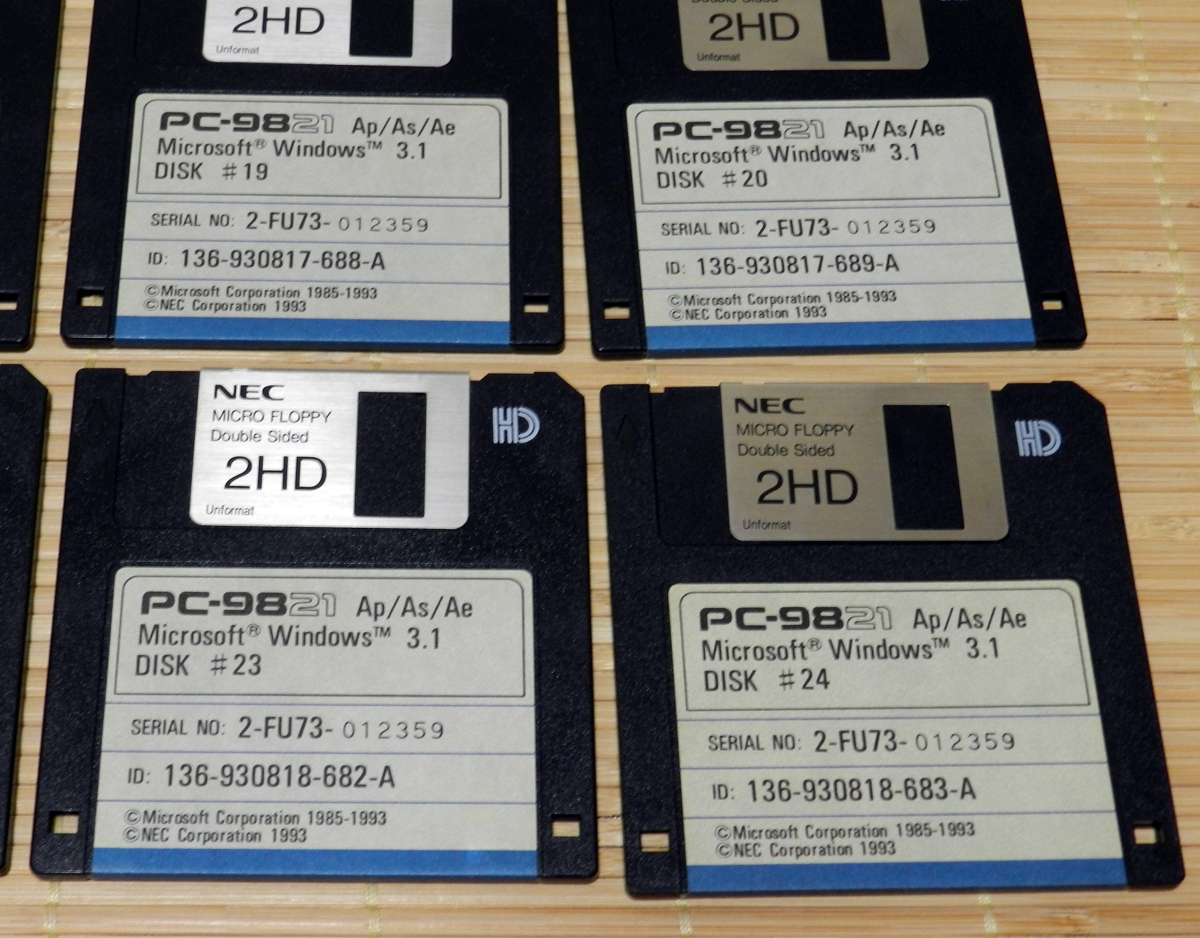 2HD
Unformat
PC-9821 Ap/As/Ae
Microsoft® Windows™ 3.1
DISK #19
SERIAL NO: 2-FU73-012359
ID: 136-930817-688-A
©Microsoft Corporation 1985-1993
©NEC Corporation 1993
Double Sided
2HD
Unformat
PC-9821 Ap/As/Ae
Microsoft® Windows™ 3.1
DISK #20
SERIAL NO: 2-FU73-012359
ID: 136-930817-689-A
©Microsoft Corporation 1985-1993
©NEC Corporation 1993
NEC
MICRO FLOPPY
Double Sided
2HD
Unformat
HD
PC-9821 Ap/As/Ae
Microsoft® Windows™ 3.1
DISK #23
SERIAL NO: 2-FU73-012359
ID: 136-930818-682-A
©Microsoft Corporation 1985-1993
©NEC Corporation 1993
NEC
MICRO FLOPPY
Double Sided
2HD
Unformat
HD
PC-9821 Ap/As/Ae
Microsoft® Windows™ 3.1
DISK #24
SERIAL NO: 2-FU73-012359
ID: 136-930818-683-A
©Microsoft Corporation 1985-1993
©NEC Corporation 1993